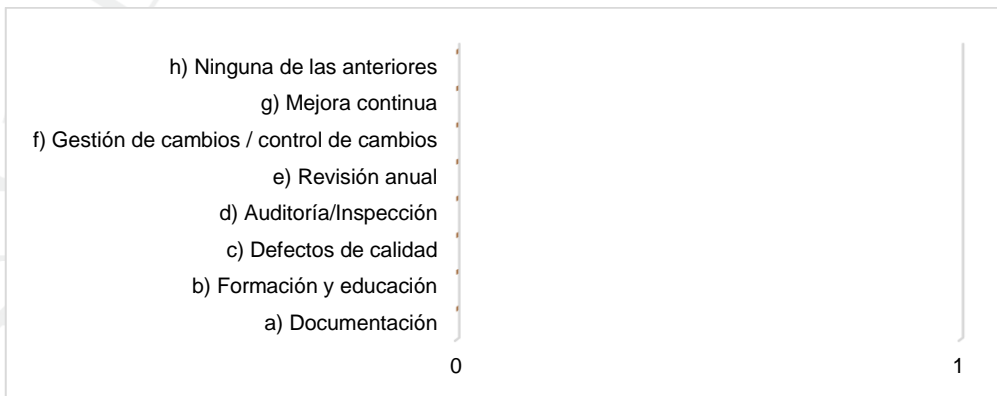 h) Ninguna de las anteriores
g) Mejora continua
f) Gestión de cambios / control de cambios
e) Revisión anual
d) Auditoría/Inspección
c) Defectos de calidad
b) Formación y educación
a) Documentación
0 1